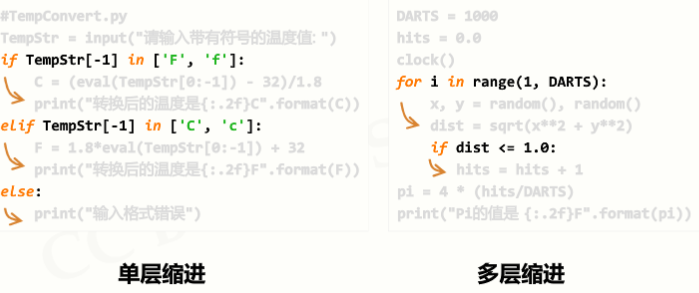 #TempConvert.py
TempStr = input("请输入带有符号的温度值: ")
if TempStr[-1] in ['F', 'f']:
C = (eval(TempStr[0:-1]) - 32)/1.8
print("转换后的温度是{:.2f}C".format(C))
elif TempStr[-1] in ['C', 'c']:
F = 1.8*eval(TempStr[0:-1]) + 32
print("转换后的温度是{:.2f}F".format(F))
else:
print("输入格式错误")
单层缩进
DARTS = 1000
hits = 0.0
clock()
for i in range(1, DARTS):
x, y = random(), random()
dist = sqrt(x**2 + y**2)
if dist <= 1.0:
hits = hits + 1
pi = 4 * (hits/DARTS)
print("Pi的值是 {:.2f}F".format(pi))
多层缩进